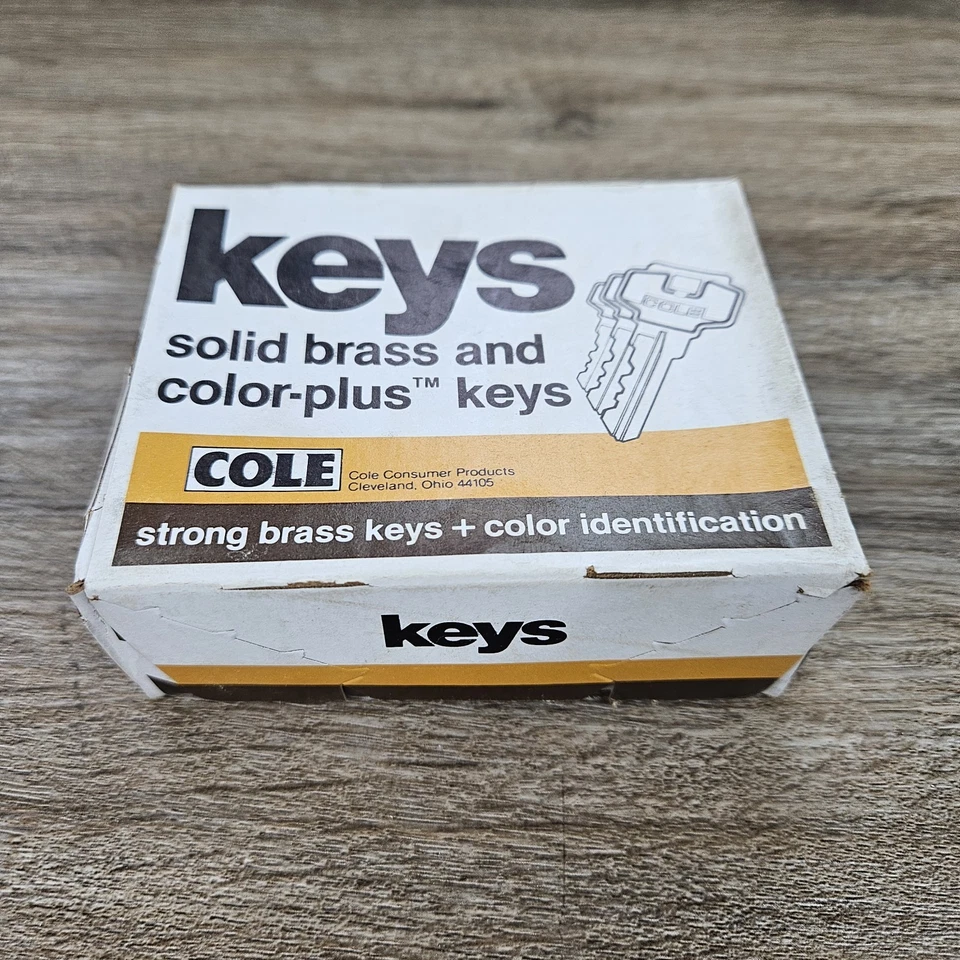 keys
solid brass and
color-plus™ keys
COLE
COLE
Cole Consumer Products
Cleveland, Ohio 44105
strong brass keys + color identification
keys